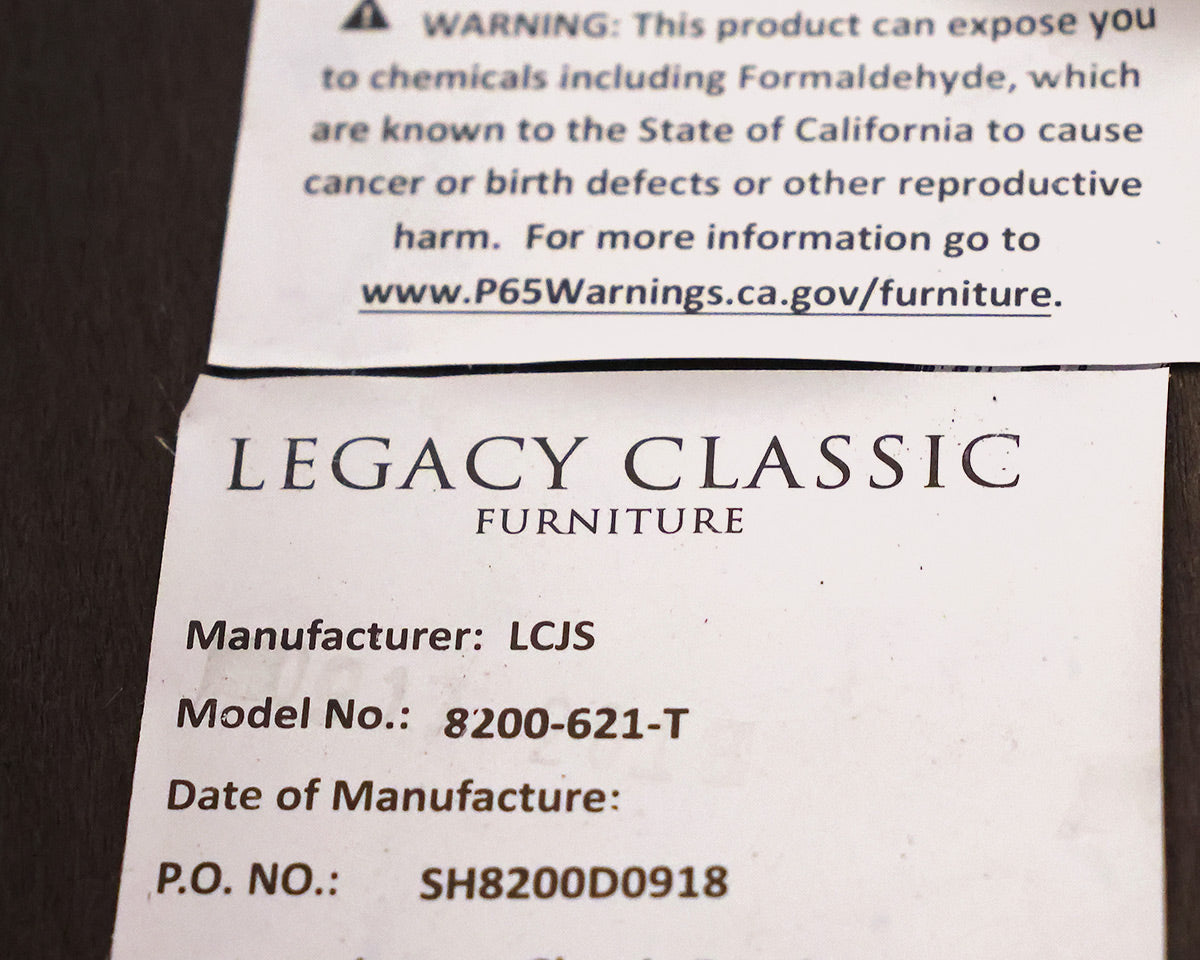 WARNING: This product can expose you
to chemicals including Formaldehyde, which
are known to the State of California to cause
cancer or birth defects or other reproductive
harm. For more information go to
www.P65Warnings.ca.gov/furniture.
LEGACY CLASSIC
FURNITURE
Manufacturer: LCJS
Model No.: 8200-621-T
Date of Manufacture:
P.O. NO.: SH8200D0918